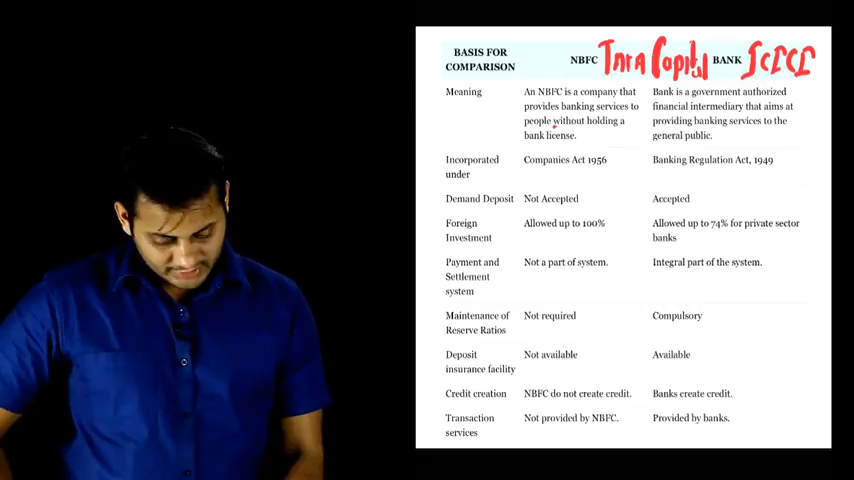 BASIS FOR COMPARISON NBFC Tara Capital BANK ICICI
Meaning
An NBFC is a company that
provides banking services to
people without holding a
bank license.
Bank is a government authorized
financial intermediary that aims at
providing banking services to the
general public.
Incorporated
under
Companies Act 1956
Banking Regulation Act, 1949
Demand Deposit
Not Accepted
Accepted
Foreign
Investment
Allowed up to 100%
Allowed up to 74% for private sector
banks
Payment and
Settlement
system
Not a part of system.
Integral part of the system.
Maintenance of
Reserve Ratios
Not required
Compulsory
Deposit
insurance facility
Not available
Available
Credit creation
NBFC do not create credit.
Banks create credit.
Transaction
services
Not provided by NBFC.
Provided by banks.